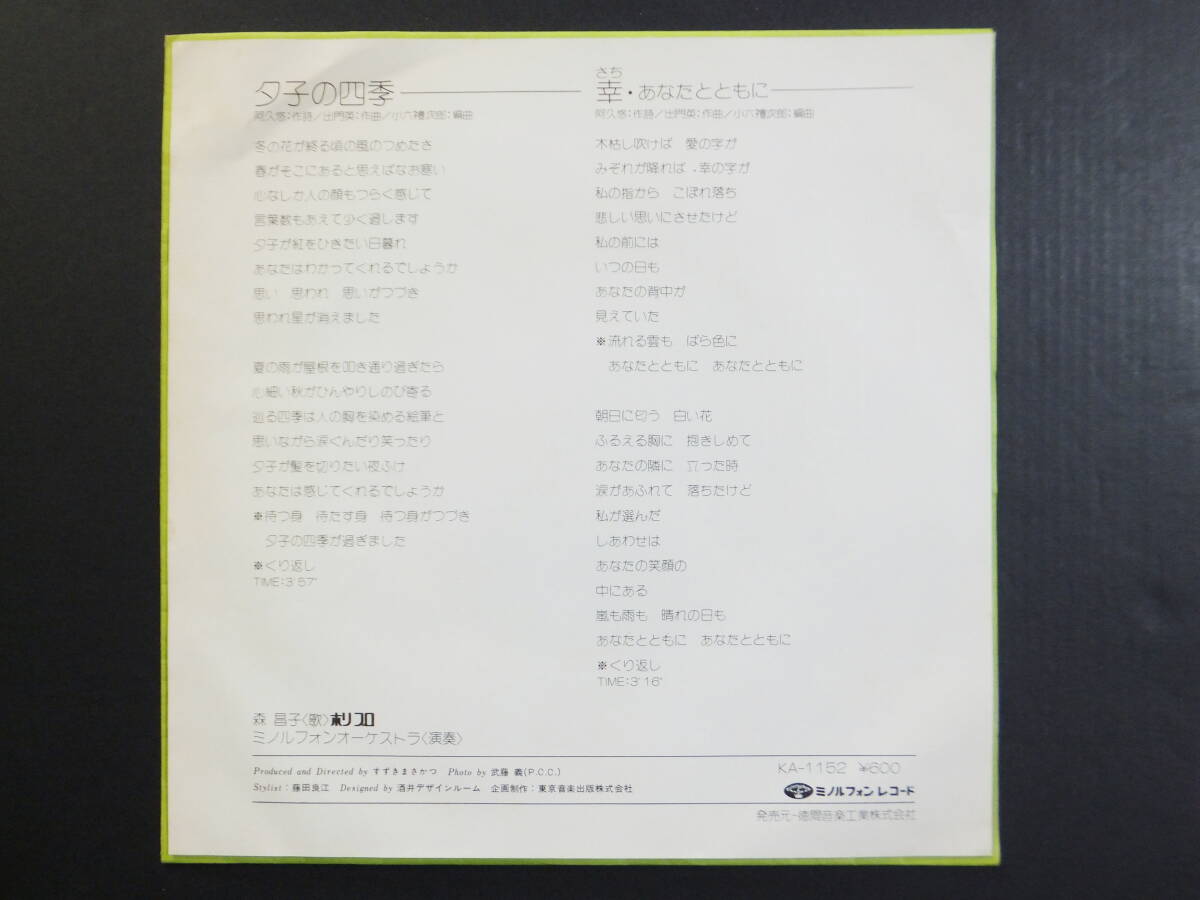 夕子の四季
阿久悠:作詩/出門英:作曲/小六禮次郎:編曲
冬の花が終る頃の風のつめたさ
春がそこにあると思えばなお寒い
心なしか人の顔もつらく感じて
言葉数もあえて少く過します
夕子が紅をひきたい日暮れ
あなたはわかってくれるでしょうか
思い 思われ 思いがつづき
思われ星が消えました
夏の雨が屋根を叩き通り過ぎたら
心細い秋がひんやりしのび寄る
巡る四季は人の胸を染める絵筆と
思いながら涙ぐんだり笑ったり
夕子が髪を切りたい夜ふけ
あなたは感じてくれるでしょうか
※待つ身 待たす身 待つ身がつづき
夕子の四季が過ぎました
※くり返し
TIME:3'57"
さち
幸・あなたとともに
阿久悠:作詩/出門英:作曲/小六禮次郎:編曲
木枯し吹けば 愛の字が
みぞれが降れば 幸の字が
私の指から こぼれ落ち
悲しい思いにさせたけど
私の前には
いつの日も
あなたの背中が
見えていた
※流れる雲も ばら色に
あなたとともに あなたとともに
朝日に匂う 白い花
ふるえる胸に 抱きしめて
あなたの隣に 立った時
涙があふれて 落ちたけど
私が選んだ
しあわせは
あなたの笑顔の
中にある
嵐も雨も 晴れの日も
あなたとともに あなたとともに
※くり返し
TIME:3'16"
森 昌子〈歌〉ホリプロ
ミノルフォンオーケストラ〈演奏〉
Produced and Directed by すずきまさかつ Photo by 武藤 義(P.C.C.)
Stylist:藤田良江 Designed by 酒井デザインルーム 企画制作:東京音楽出版株式会社
KA-1152 ¥600
ミノルフォンレコード
発売元-徳間音楽工業株式会社